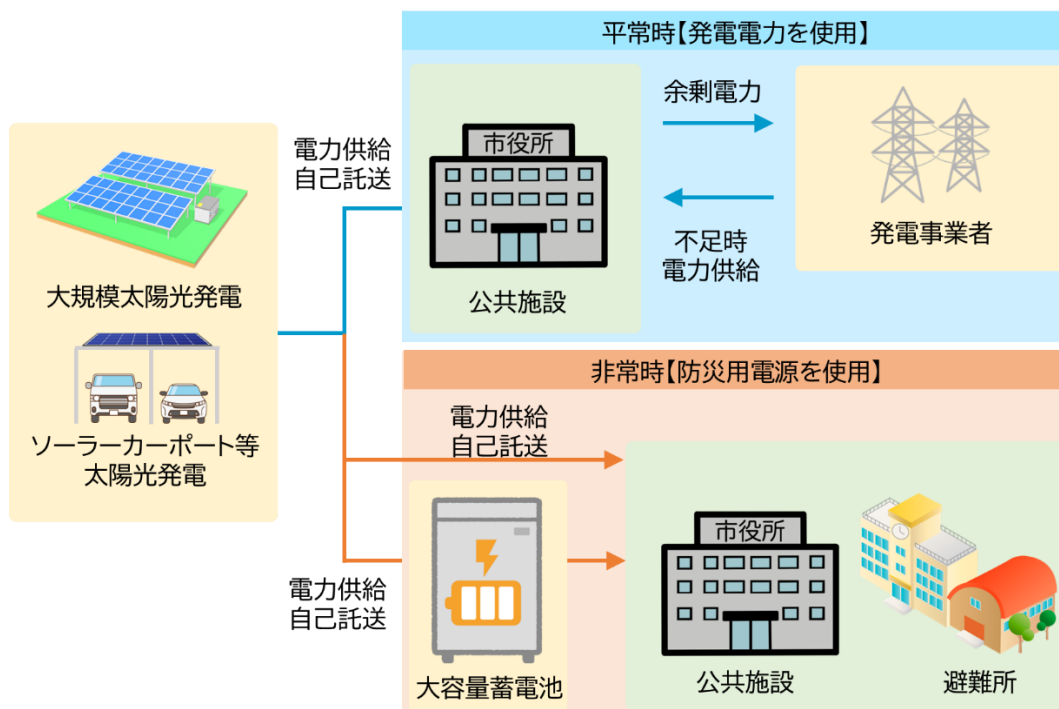 平常時【発電電力を使用】
電力供給
自己託送
市役所
公共施設
余剰電力
不足時
電力供給
発電事業者
大規模太陽光発電
ソーラーカーポート等
太陽光発電
非常時【防災用電源を使用】
電力供給
自己託送
電力供給
自己託送
大容量蓄電池
市役所
公共施設
避難所